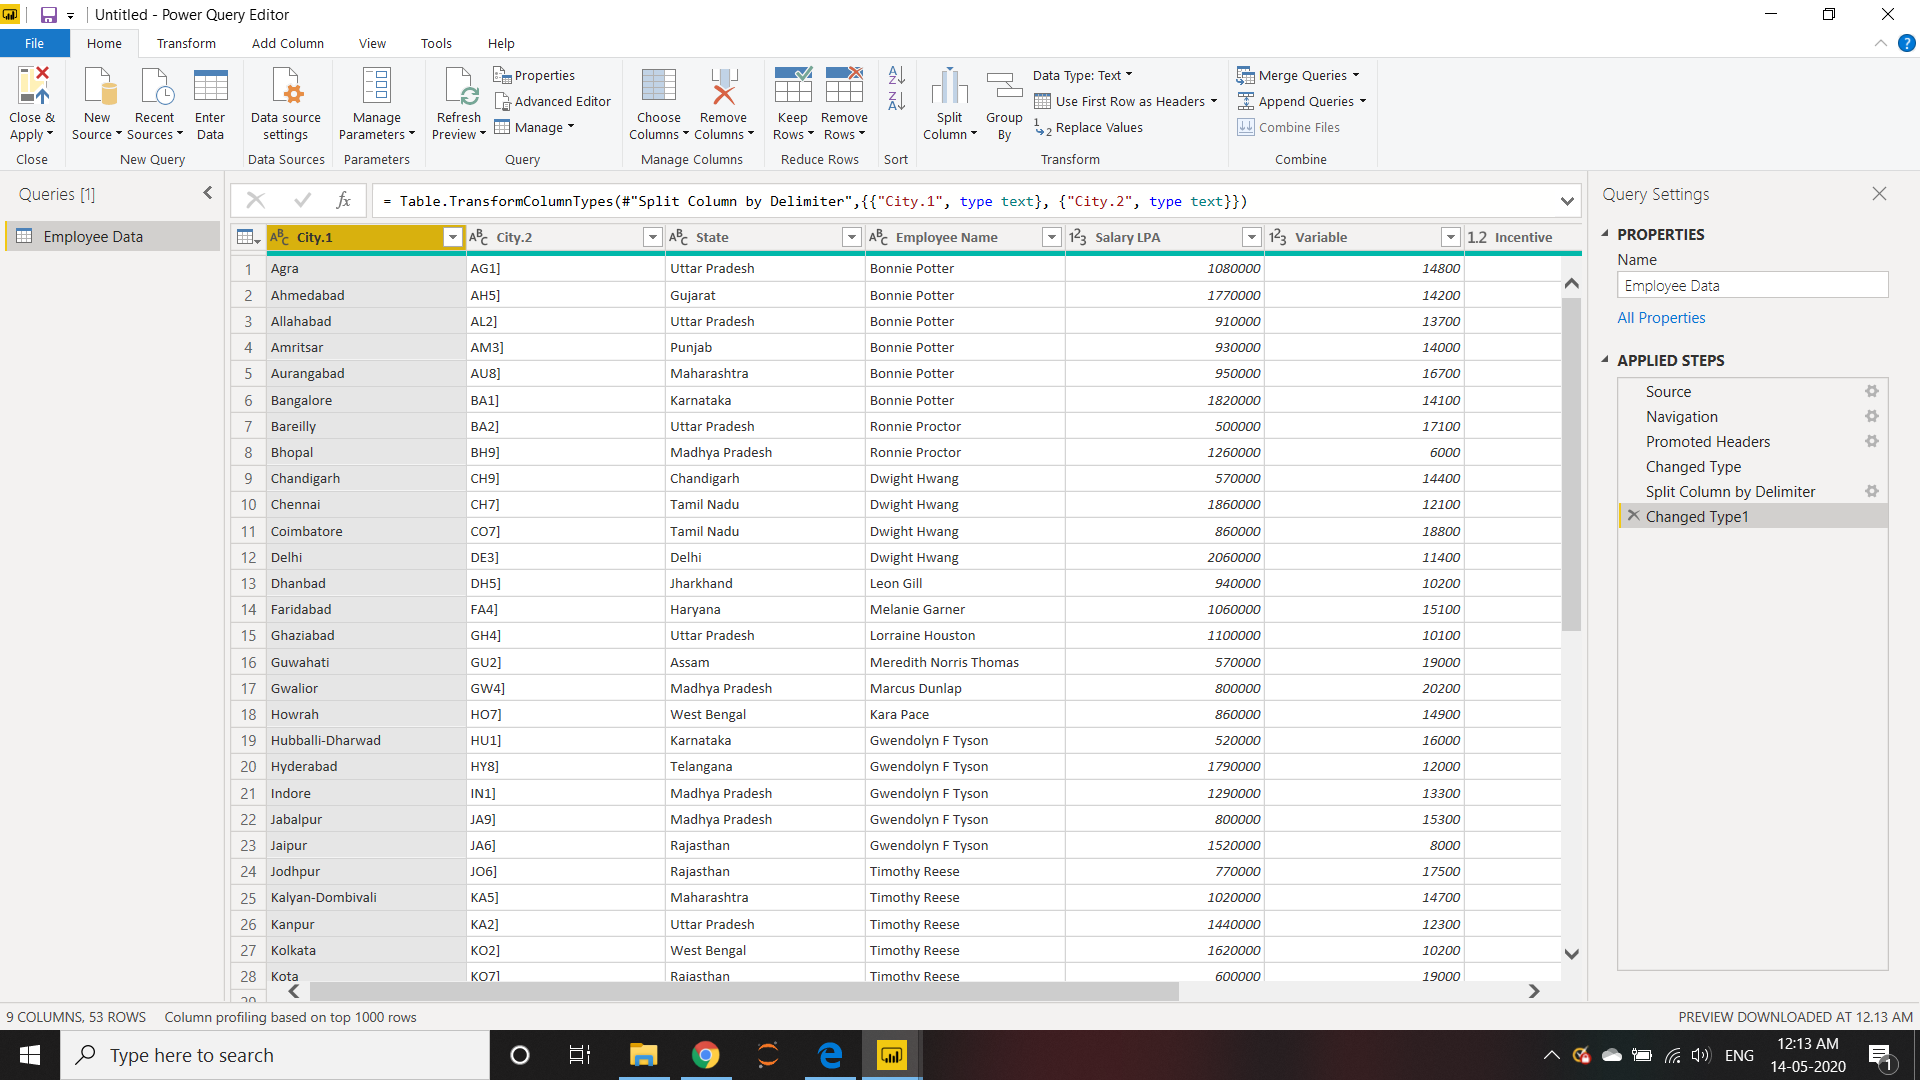 Untitled - Power Query Editor
File Home Transform Add Column View Tools Help
Close & Apply
New Source
Recent Sources
Enter Data
Data source settings
Manage Parameters
Refresh Preview
Properties
Advanced Editor
Manage
Choose Columns
Remove Columns
Keep Rows
Remove Rows
Split Column
Group By
Data Type: Text
Use First Row as Headers
Replace Values
Merge Queries
Append Queries
Combine Files
Close New Query Data Sources Parameters Query Manage Columns Reduce Rows Sort Transform Combine
Queries [1]
Employee Data
fx = Table.TransformColumnTypes(#"Split Column by Delimiter",{{"City.1", type text}, {"City.2", type text}})
City.1 City.2 State Employee Name Salary LPA Variable 1.2 Incentive
1 Agra AG1] Uttar Pradesh Bonnie Potter 1080000 14800
2 Ahmedabad AH5] Gujarat Bonnie Potter 1770000 14200
3 Allahabad AL2] Uttar Pradesh Bonnie Potter 910000 13700
4 Amritsar AM3] Punjab Bonnie Potter 930000 14000
5 Aurangabad AU8] Maharashtra Bonnie Potter 950000 16700
6 Bangalore BA1] Karnataka Bonnie Potter 1820000 14100
7 Bareilly BA2] Uttar Pradesh Ronnie Proctor 500000 17100
8 Bhopal BH9] Madhya Pradesh Ronnie Proctor 1260000 6000
9 Chandigarh CH9] Chandigarh Dwight Hwang 570000 14400
10 Chennai CH7] Tamil Nadu Dwight Hwang 1860000 12100
11 Coimbatore CO7] Tamil Nadu Dwight Hwang 860000 18800
12 Delhi DE3] Delhi Dwight Hwang 2060000 11400
13 Dhanbad DH5] Jharkhand Leon Gill 940000 10200
14 Faridabad FA4] Haryana Melanie Garner 1060000 15100
15 Ghaziabad GH4] Uttar Pradesh Lorraine Houston 1100000 10100
16 Guwahati GU2] Assam Meredith Norris Thomas 570000 19000
17 Gwalior GW4] Madhya Pradesh Marcus Dunlap 800000 20200
18 Howrah HO7] West Bengal Kara Pace 860000 14900
19 Hubballi-Dharwad HU1] Karnataka Gwendolyn F Tyson 520000 16000
20 Hyderabad HY8] Telangana Gwendolyn F Tyson 1790000 12000
21 Indore IN1] Madhya Pradesh Gwendolyn F Tyson 1290000 13300
22 Jabalpur JA9] Madhya Pradesh Gwendolyn F Tyson 800000 15300
23 Jaipur JA6] Rajasthan Gwendolyn F Tyson 1520000 8000
24 Jodhpur JO6] Rajasthan Timothy Reese 770000 17500
25 Kalyan-Dombivali KA5] Maharashtra Timothy Reese 1020000 14700
26 Kanpur KA2] Uttar Pradesh Timothy Reese 1440000 12300
27 Kolkata KO2] West Bengal Timothy Reese 1620000 10200
28 Kota KO7] Rajasthan Timothy Reese 600000 19000
Query Settings
PROPERTIES
Name
Employee Data
All Properties
APPLIED STEPS
Source
Navigation
Promoted Headers
Changed Type
Split Column by Delimiter
Changed Type1
9 COLUMNS, 53 ROWS Column profiling based on top 1000 rows
PREVIEW DOWNLOADED AT 12.13 AM
Type here to search
ENG
12:13 AM
14-05-2020
1